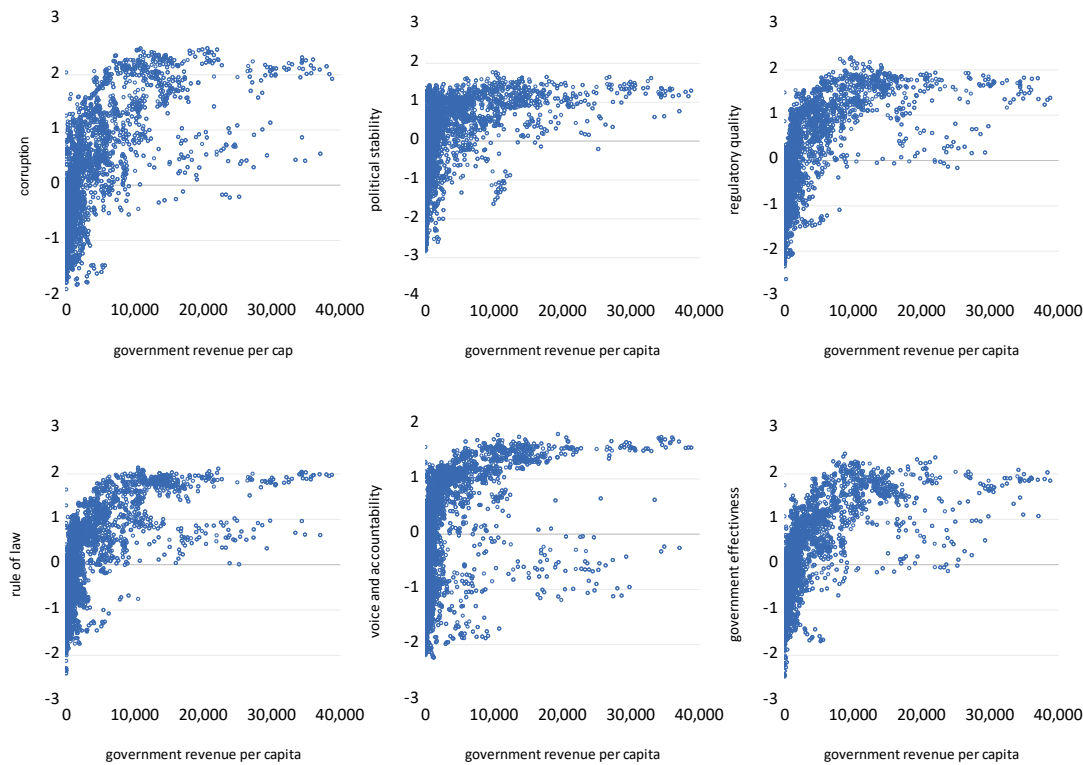 3
2
1
0
-1
-2
corruption
0 10,000 20,000 30,000 40,000
government revenue per cap
3
2
1
0
-1
-2
-3
-4
political stability
0 10,000 20,000 30,000 40,000
government revenue per capita
3
2
1
0
-1
-2
-3
regulatory quality
0 10,000 20,000 30,000 40,000
government revenue per capita
3
2
1
0
-1
-2
-3
rule of law
0 10,000 20,000 30,000 40,000
government revenue per capita
2
1
0
-1
-2
-3
voice and accountability
0 10,000 20,000 30,000 40,000
government revenue per capita
3
2
1
0
-1
-2
-3
government effectivness
0 10,000 20,000 30,000 40,000
government revenue per capita